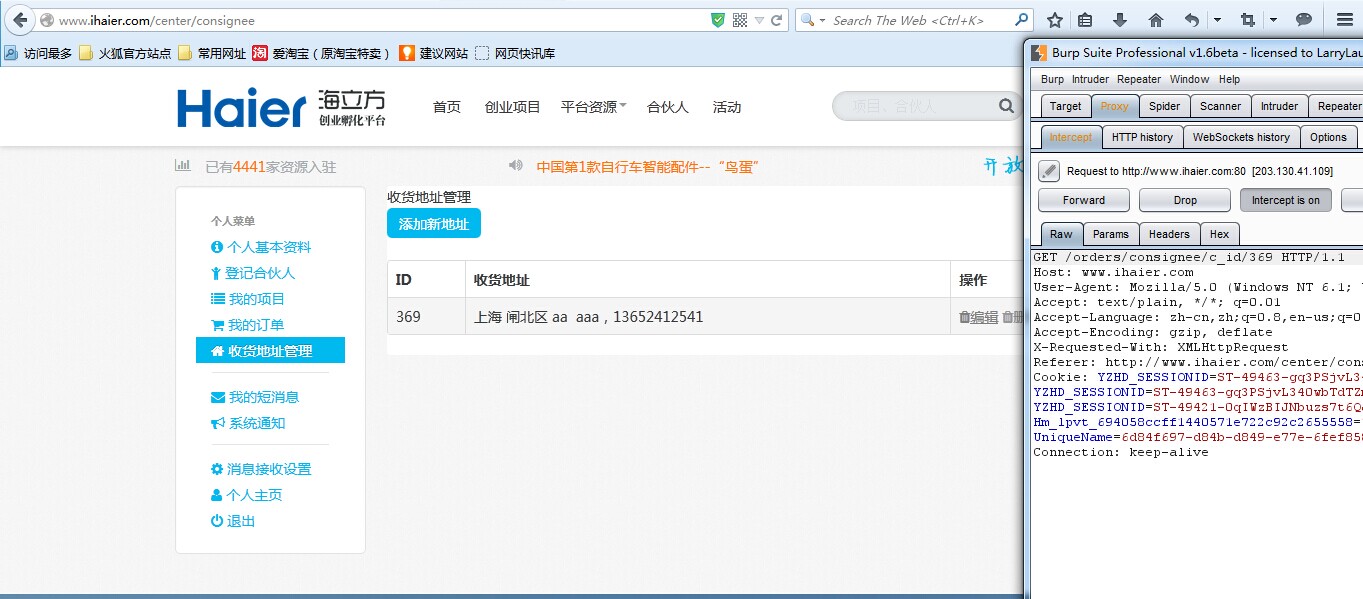 www.ihaier.com/center/consignee
Search The Web <Ctrl+K>
访问最多 火狐官方站点 常用网址 淘 爱淘宝（原淘宝特卖） 建议网站 网页快讯库
Haier 海立方
创业孵化平台
首页 创业项目 平台资源 合伙人 活动
项目，合伙人
已有4441家资源入驻
中国第1款自行车智能配件--“鸟蛋”
开放
个人菜单
个人基本资料
登记合伙人
我的项目
我的订单
收货地址管理
我的短消息
系统通知
消息接收设置
个人主页
退出
收货地址管理
添加新地址
ID 收货地址 操作
369 上海 闸北区 aa aaa，13652412541 编辑 删
Burp Suite Professional v1.6beta - licensed to LarryLau
Burp Intruder Repeater Window Help
Target Proxy Spider Scanner Intruder Repeater
Intercept HTTP history WebSockets history Options
Request to http://www.ihaier.com:80 [203.130.41.109]
Forward Drop Intercept is on
Raw Params Headers Hex
GET /orders/consignee/c_id/369 HTTP/1.1
Host: www.ihaier.com
User-Agent: Mozilla/5.0 (Windows NT 6.1;
Accept: text/plain, */*; q=0.01
Accept-Language: zh-cn,zh;q=0.8,en-us;q=0
Accept-Encoding: gzip, deflate
X-Requested-With: XMLHttpRequest
Referer: http://www.ihaier.com/center/cons
Cookie: YZHD_SESSIONID=ST-49463-gq3PSjvL34
YZHD_SESSIONID=ST-49463-gq3PSjvL340wbTdTZm
YZHD_SESSIONID=ST-49421-0qIWzBIJNbuzs7t6Q
Hm_lpvt_694058ccff1440571e722c92c2655558=
UniqueName=6d84f697-d84b-d849-e77e-6fef858
Connection: keep-alive